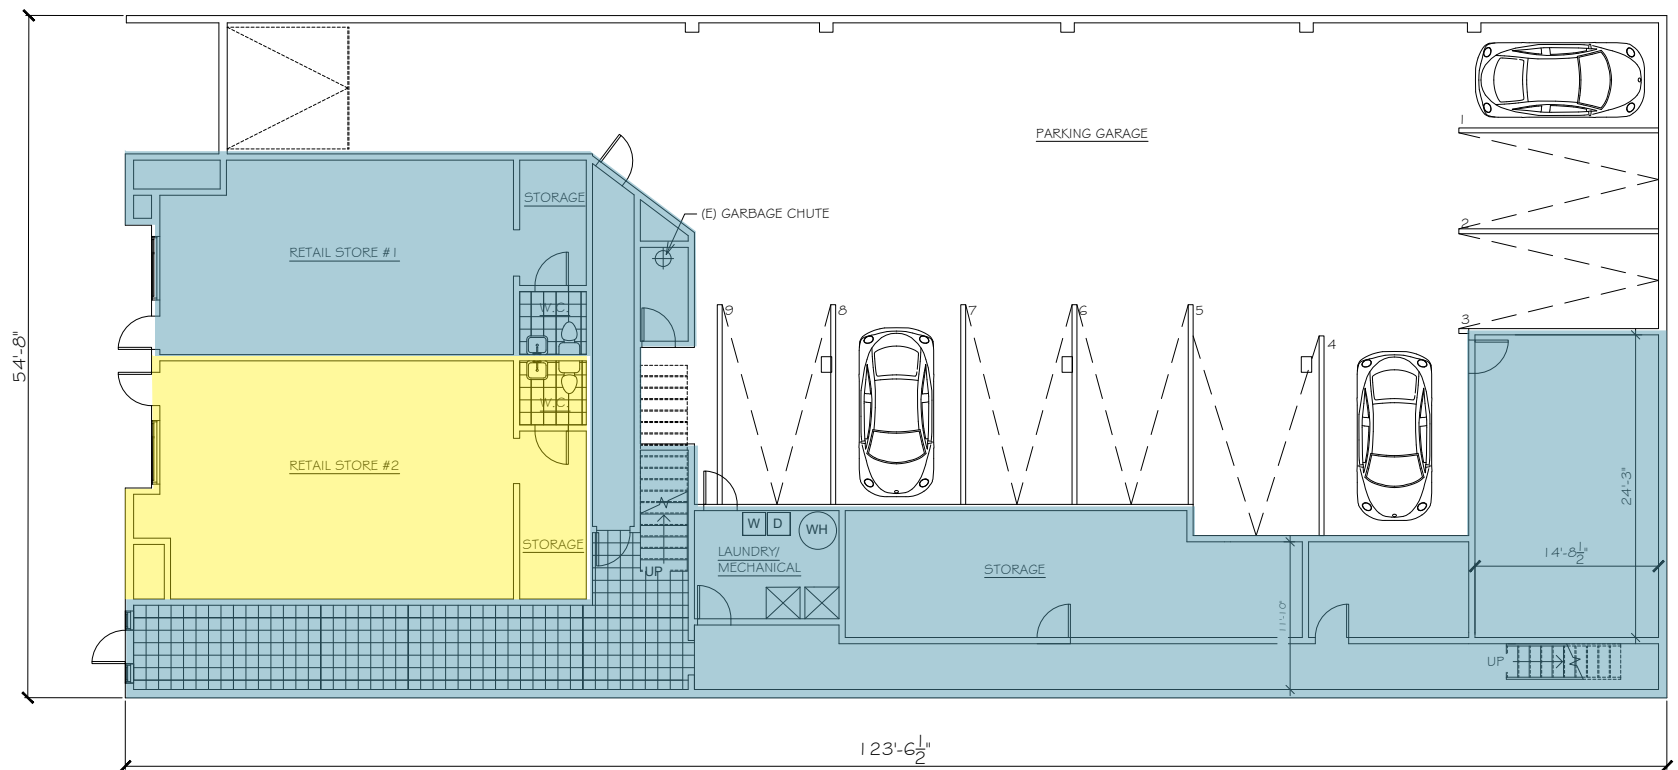 PARKING GARAGE
1
STORAGE
(E) GARBAGE CHUTE
2
RETAIL STORE #1
W.C.
9
8
7
6
5
3
4
54'-8"
W.C.
RETAIL STORE #2
24'-3"
W
D
WH
STORAGE
LAUNDRY/
MECHANICAL
14'-8½"
UP
STORAGE
11'-10"
UP
123'-6½"